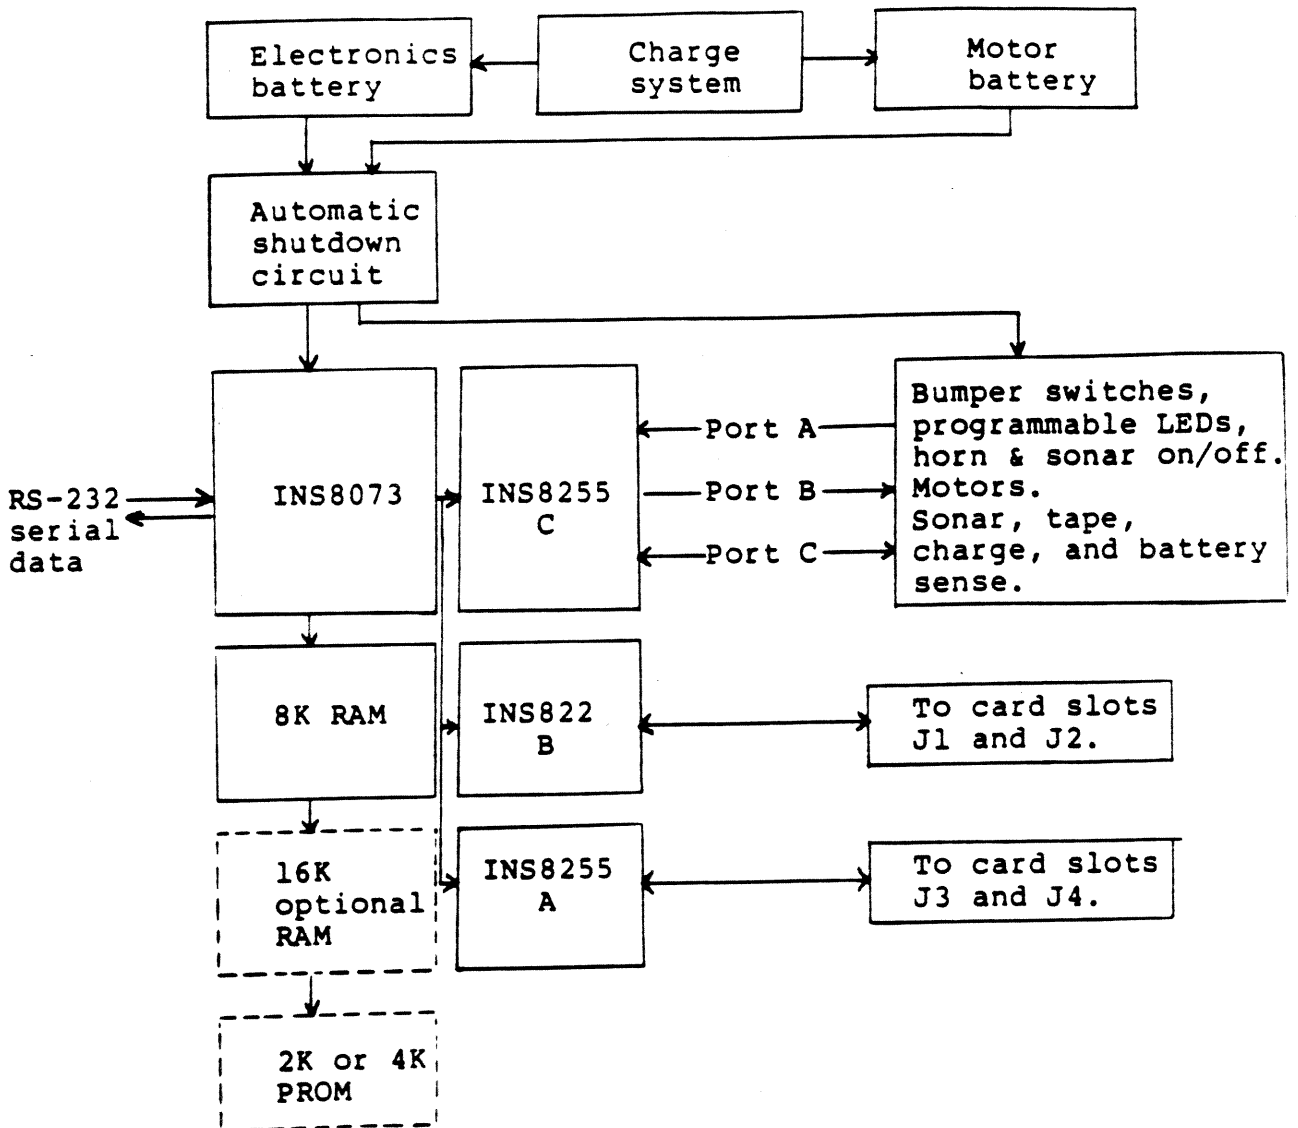 Electronics
battery
Charge
system
Motor
battery
Automatic
shutdown
circuit
RS-232
serial
data
INS8073
INS8255
C
Port A
Port B
Port C
Bumper switches,
programmable LEDs,
horn & sonar on/off.
Motors.
Sonar, tape,
charge, and battery
sense.
8K RAM
INS822
B
To card slots
J1 and J2.
16K
optional
RAM
INS8255
A
To card slots
J3 and J4.
2K or 4K
PROM